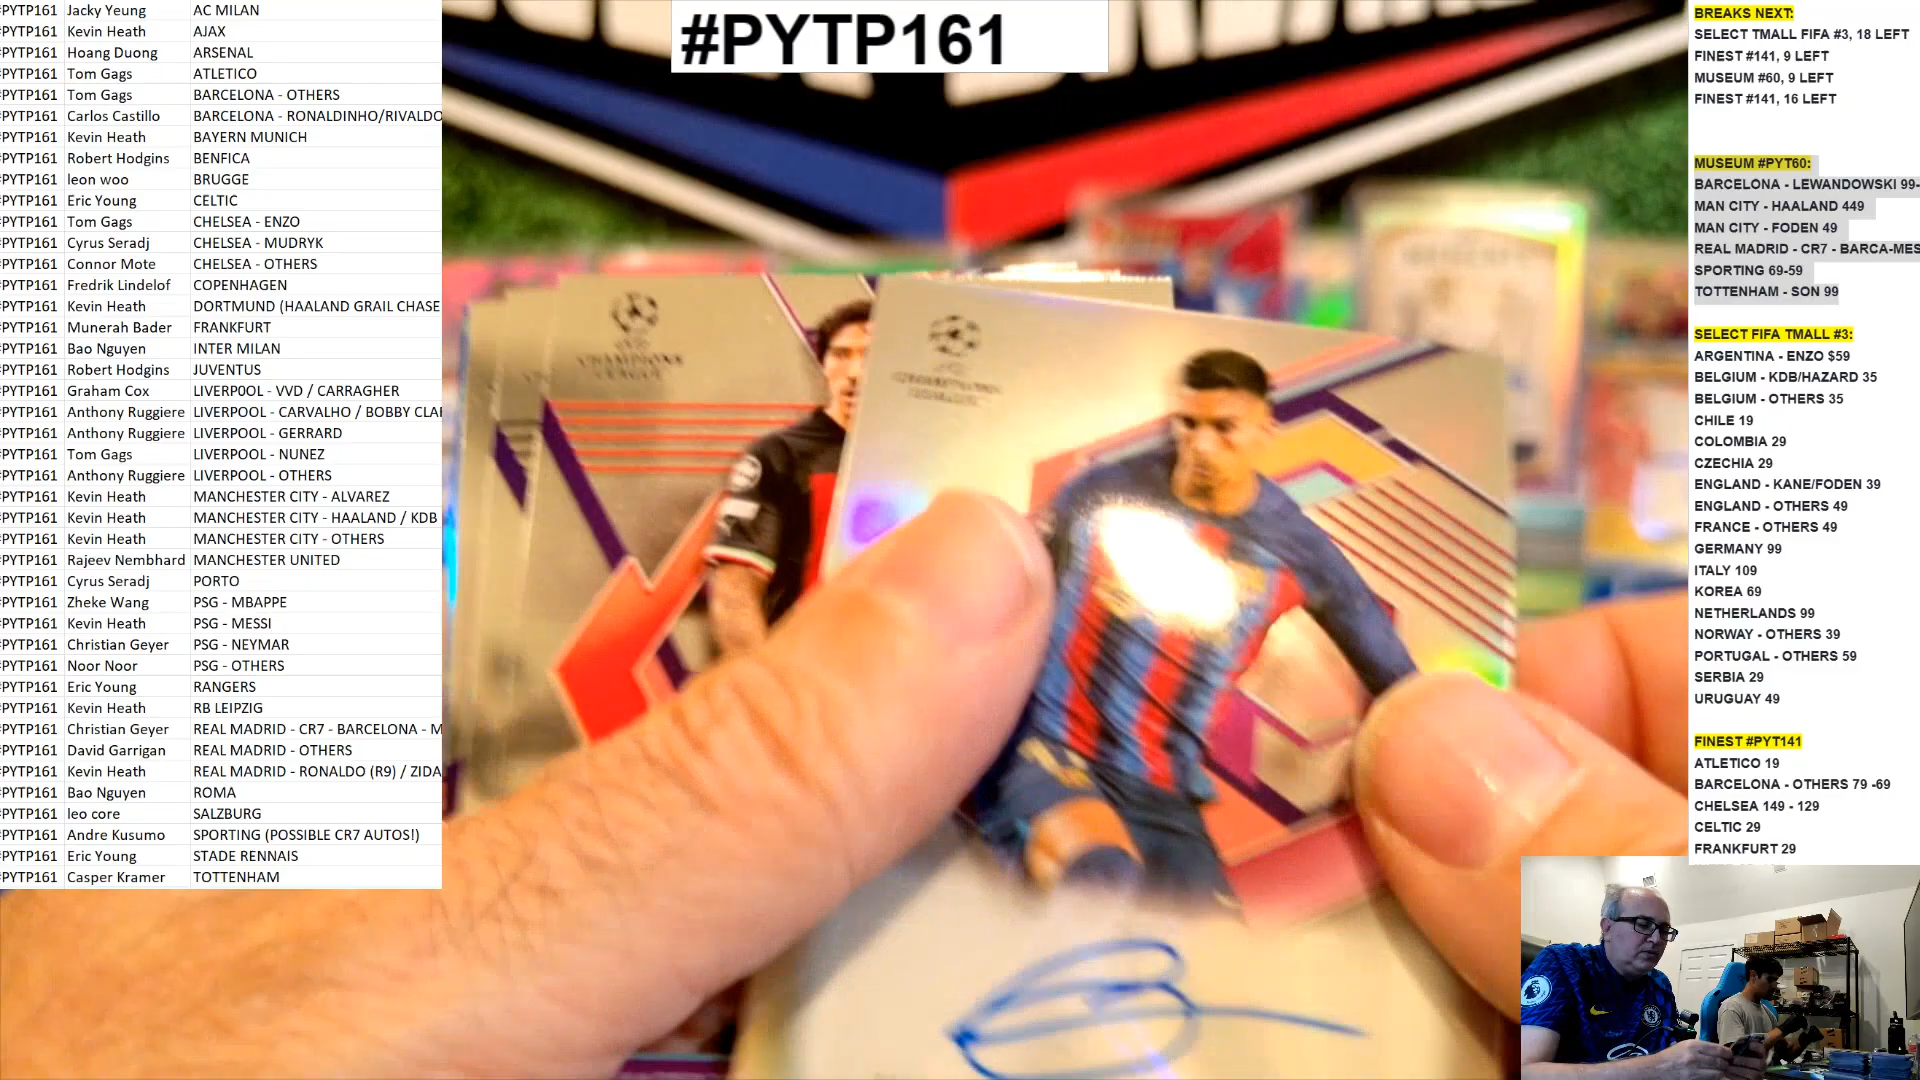 #PYTP161
#PYTP161 Jacky Yeung AC MILAN
#PYTP161 Kevin Heath AJAX
#PYTP161 Hoang Duong ARSENAL
#PYTP161 Tom Gags ATLETICO
#PYTP161 Tom Gags BARCELONA - OTHERS
#PYTP161 Carlos Castillo BARCELONA - RONALDINHO/RIVALDO
#PYTP161 Kevin Heath BAYERN MUNICH
#PYTP161 Robert Hodgins BENFICA
#PYTP161 leon woo BRUGGE
#PYTP161 Eric Young CELTIC
#PYTP161 Tom Gags CHELSEA - ENZO
#PYTP161 Cyrus Seradj CHELSEA - MUDRYK
#PYTP161 Connor Mote CHELSEA - OTHERS
#PYTP161 Fredrik Lindelof COPENHAGEN
#PYTP161 Kevin Heath DORTMUND (HAALAND GRAIL CHASE
#PYTP161 Munerah Bader FRANKFURT
#PYTP161 Bao Nguyen INTER MILAN
#PYTP161 Robert Hodgins JUVENTUS
#PYTP161 Graham Cox LIVERPOOL - VVD / CARRAGHER
#PYTP161 Anthony Ruggiere LIVERPOOL - CARVALHO / BOBBY CLA
#PYTP161 Anthony Ruggiere LIVERPOOL - GERRARD
#PYTP161 Tom Gags LIVERPOOL - NUNEZ
#PYTP161 Anthony Ruggiere LIVERPOOL - OTHERS
#PYTP161 Kevin Heath MANCHESTER CITY - ALVAREZ
#PYTP161 Kevin Heath MANCHESTER CITY - HAALAND / KDB
#PYTP161 Kevin Heath MANCHESTER CITY - OTHERS
#PYTP161 Rajeev Nembhard MANCHESTER UNITED
#PYTP161 Cyrus Seradj PORTO
#PYTP161 Zheke Wang PSG - MBAPPE
#PYTP161 Kevin Heath PSG - MESSI
#PYTP161 Christian Geyer PSG - NEYMAR
#PYTP161 Noor Noor PSG - OTHERS
#PYTP161 Eric Young RANGERS
#PYTP161 Kevin Heath RB LEIPZIG
#PYTP161 Christian Geyer REAL MADRID - CR7 - BARCELONA - M
#PYTP161 David Garrigan REAL MADRID - OTHERS
#PYTP161 Kevin Heath REAL MADRID - RONALDO (R9) / ZIDA
#PYTP161 Bao Nguyen ROMA
#PYTP161 leo core SALZBURG
#PYTP161 Andre Kusumo SPORTING (POSSIBLE CR7 AUTOS!)
#PYTP161 Eric Young STADE RENNAIS
#PYTP161 Casper Kramer TOTTENHAM
CHAMPIONS
LEAGUE
BREAKS NEXT:
SELECT TMALL FIFA #3, 18 LEFT
FINEST #141, 9 LEFT
MUSEUM #60, 9 LEFT
FINEST #141, 16 LEFT
MUSEUM #PYT60:
BARCELONA - LEWANDOWSKI 99-
MAN CITY - HAALAND 449
MAN CITY - FODEN 49
REAL MADRID - CR7 - BARCA-MES
SPORTING 69-59
TOTTENHAM - SON 99
SELECT FIFA TMALL #3:
ARGENTINA - ENZO $59
BELGIUM - KDB/HAZARD 35
BELGIUM - OTHERS 35
CHILE 19
COLOMBIA 29
CZECHIA 29
ENGLAND - KANE/FODEN 39
ENGLAND - OTHERS 49
FRANCE - OTHERS 49
GERMANY 99
ITALY 109
KOREA 69
NETHERLANDS 99
NORWAY - OTHERS 39
PORTUGAL - OTHERS 59
SERBIA 29
URUGUAY 49
FINEST #PYT141
ATLETICO 19
BARCELONA - OTHERS 79 -69
CHELSEA 149 - 129
CELTIC 29
FRANKFURT 29